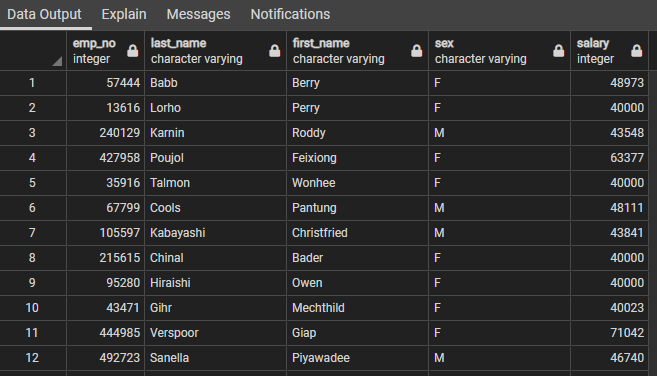 Data Output Explain Messages Notifications
emp_no last_name first_name sex salary
integer character varying character varying character varying integer
1 57444 Babb Berry F 48973
2 13616 Lorho Perry F 40000
3 240129 Karnin Roddy M 43548
4 427958 Poujol Feixiong F 63377
5 35916 Talmon Wonhee F 40000
6 67799 Cools Pantung M 48111
7 105597 Kabayashi Christfried M 43841
8 215615 Chinal Bader F 40000
9 95280 Hiraishi Owen F 40000
10 43471 Gihr Mechthild F 40023
11 444985 Verspoor Giap F 71042
12 492723 Sanella Piyawadee M 46740